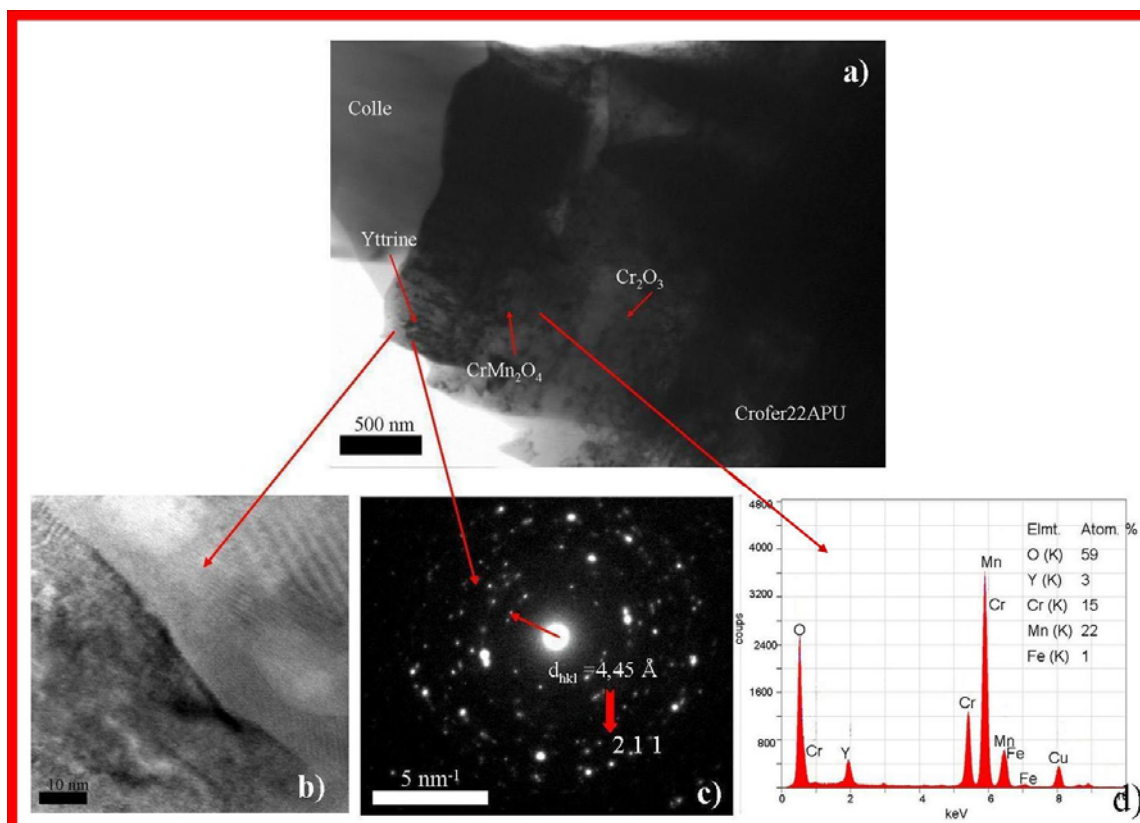 a)
Colle
Yttrine
Cr₂O₃
CrMn₂O₄
Crofer22APU
500 nm
10 nm
b)
d_hkl =4,45 Å
2 1 1
5 nm⁻¹
c)
4800
4000
3200
2400
1600
800
coups
Elmt. Atom. %
O (K) 59
Y (K) 3
Cr (K) 15
Mn (K) 22
Fe (K) 1
O
Cr
Y
Cr
Mn
Cr
Mn
Fe
Fe
Cu
0 2 4 6 8
keV
d)